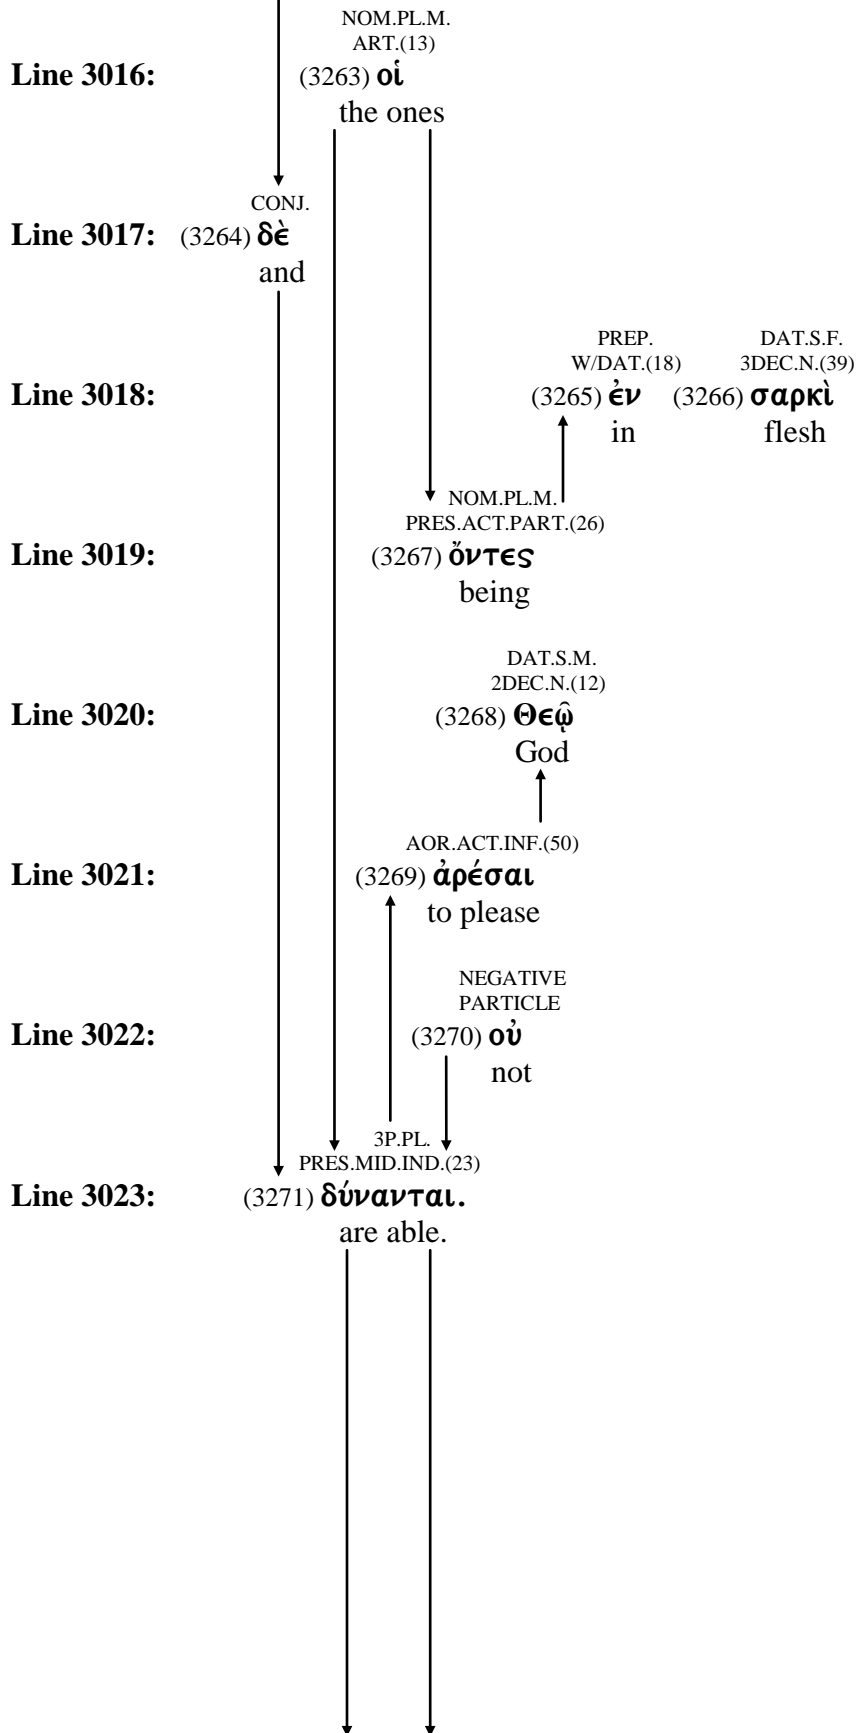 NOM.PL.M.
ART.(13)
Line 3016: (3263) οἱ
the ones
CONJ.
Line 3017: (3264) δὲ
and
PREP. DAT.S.F.
W/DAT.(18) 3DEC.N.(39)
Line 3018: (3265) ἐν (3266) σαρκὶ
in flesh
NOM.PL.M.
PRES.ACT.PART.(26)
Line 3019: (3267) ὄντες
being
DAT.S.M.
2DEC.N.(12)
Line 3020: (3268) Θεῷ
God
AOR.ACT.INF.(50)
Line 3021: (3269) ἀρέσαι
to please
NEGATIVE
PARTICLE
Line 3022: (3270) οὐ
not
3P.PL.
PRES.MID.IND.(23)
Line 3023: (3271) δύνανται.
are able.